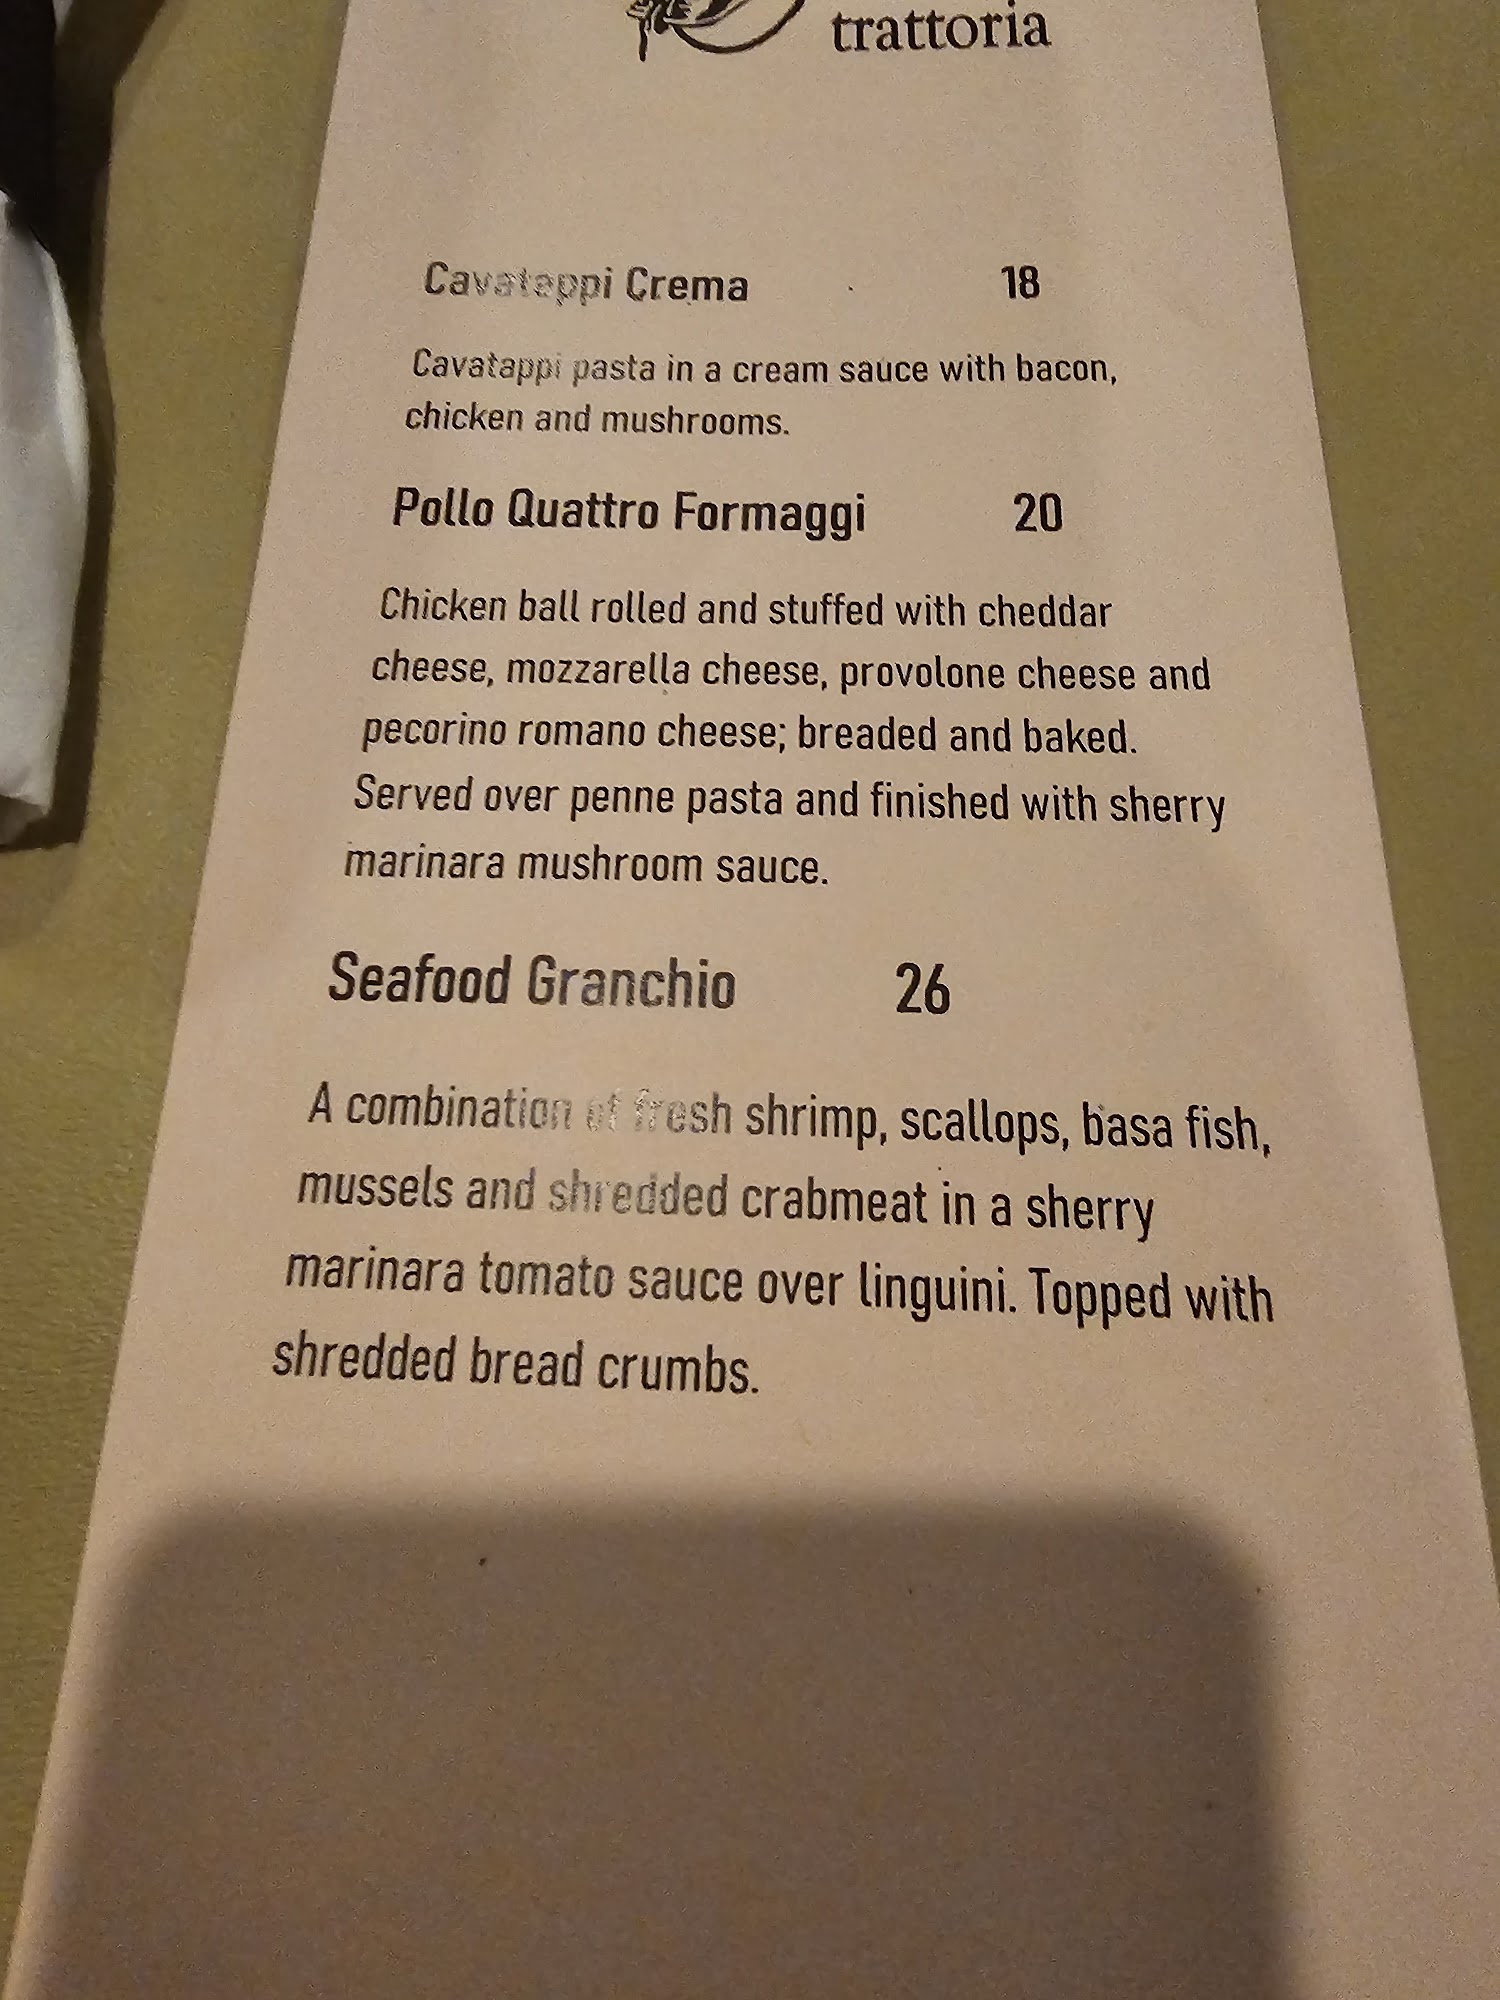 trattoria
Cavatappi Crema 18
Cavatappi pasta in a cream sauce with bacon,
chicken and mushrooms.
Pollo Quattro Formaggi 20
Chicken ball rolled and stuffed with cheddar
cheese, mozzarella cheese, provolone cheese and
pecorino romano cheese; breaded and baked.
Served over penne pasta and finished with sherry
marinara mushroom sauce.
Seafood Granchio 26
A combination of fresh shrimp, scallops, basa fish,
mussels and shredded crabmeat in a sherry
marinara tomato sauce over linguini. Topped with
shredded bread crumbs.